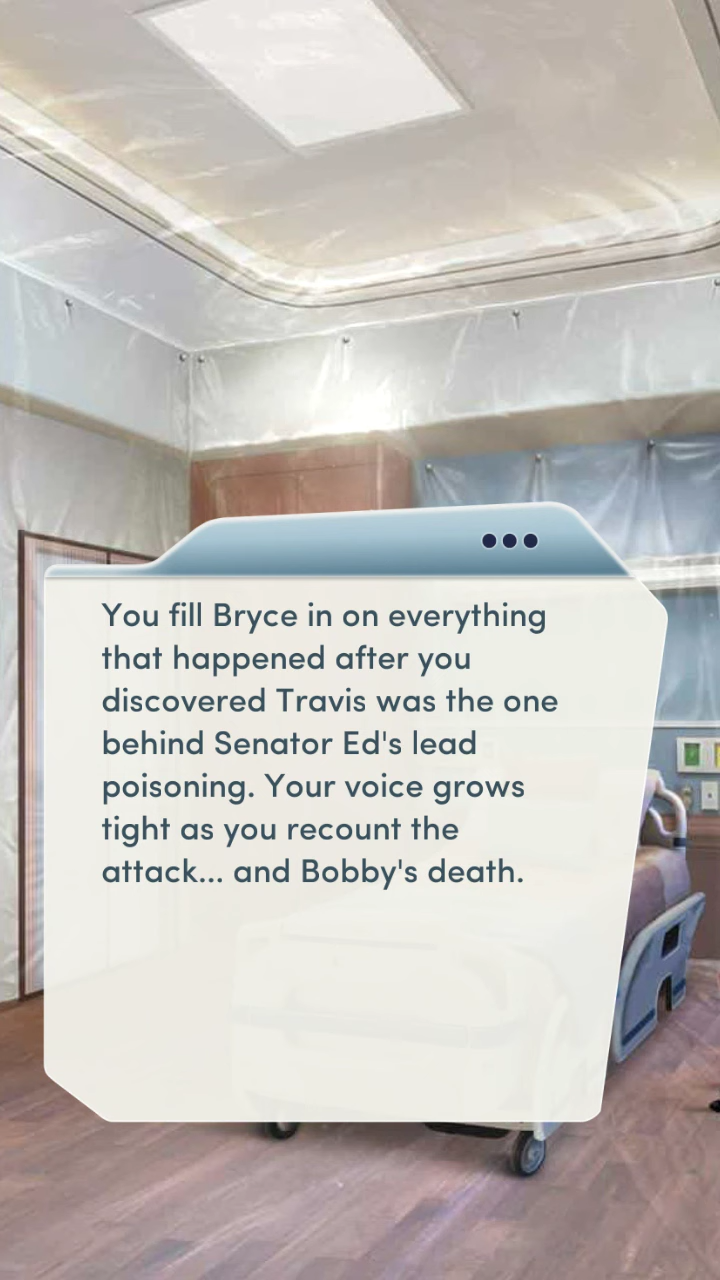 You fill Bryce in on everything
that happened after you
discovered Travis was the one
behind Senator Ed's lead
poisoning. Your voice grows
tight as you recount the
attack... and Bobby's death.